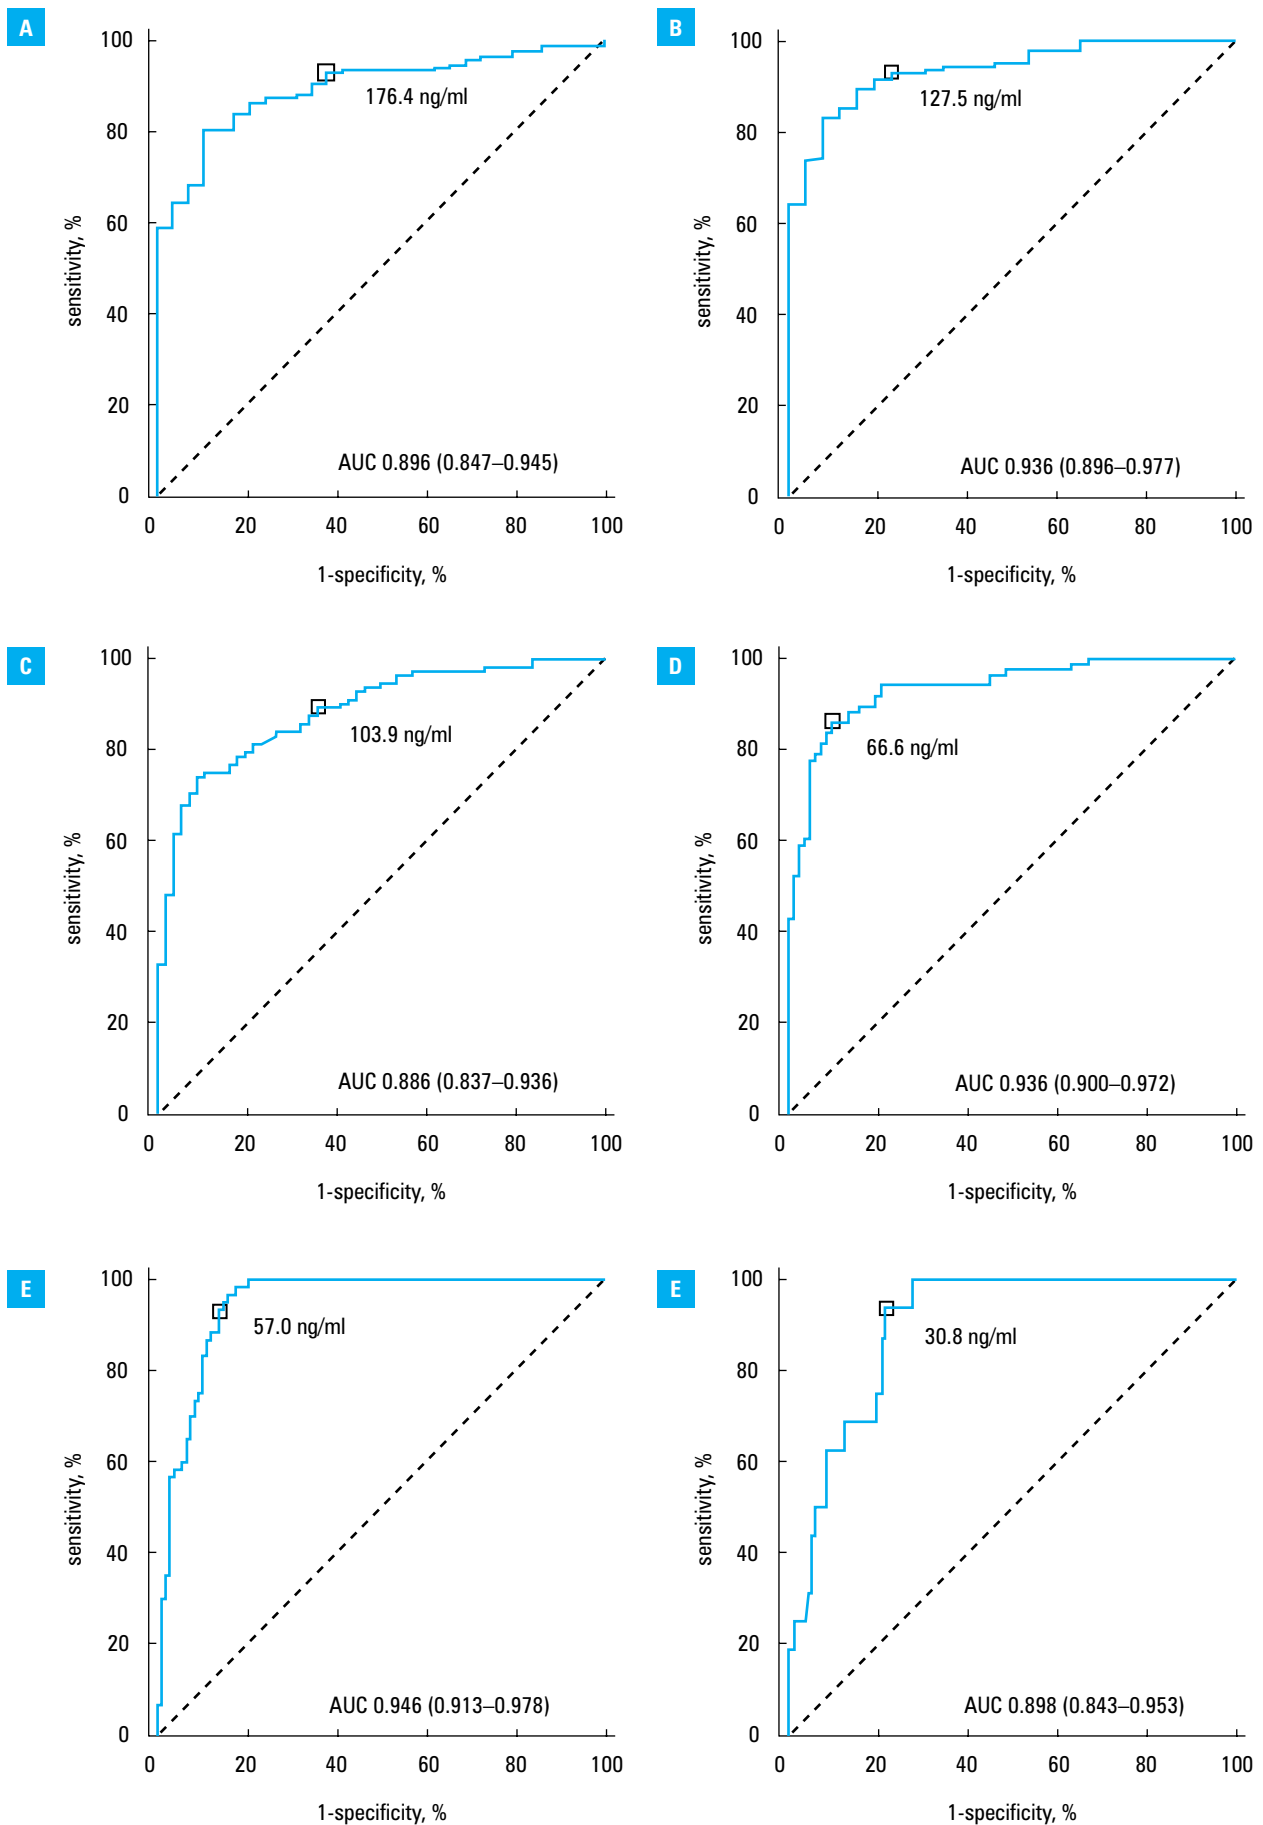 A
100
80
60
40
20
0
sensitivity, %
176.4 ng/ml
AUC 0.896 (0.847–0.945)
0 20 40 60 80 100
1-specificity, %
B
100
80
60
40
20
0
sensitivity, %
127.5 ng/ml
AUC 0.936 (0.896–0.977)
0 20 40 60 80 100
1-specificity, %
C
100
80
60
40
20
0
sensitivity, %
103.9 ng/ml
AUC 0.886 (0.837–0.936)
0 20 40 60 80 100
1-specificity, %
D
100
80
60
40
20
0
sensitivity, %
66.6 ng/ml
AUC 0.936 (0.900–0.972)
0 20 40 60 80 100
1-specificity, %
E
100
80
60
40
20
0
sensitivity, %
57.0 ng/ml
AUC 0.946 (0.913–0.978)
0 20 40 60 80 100
1-specificity, %
E
100
80
60
40
20
0
sensitivity, %
30.8 ng/ml
AUC 0.898 (0.843–0.953)
0 20 40 60 80 100
1-specificity, %